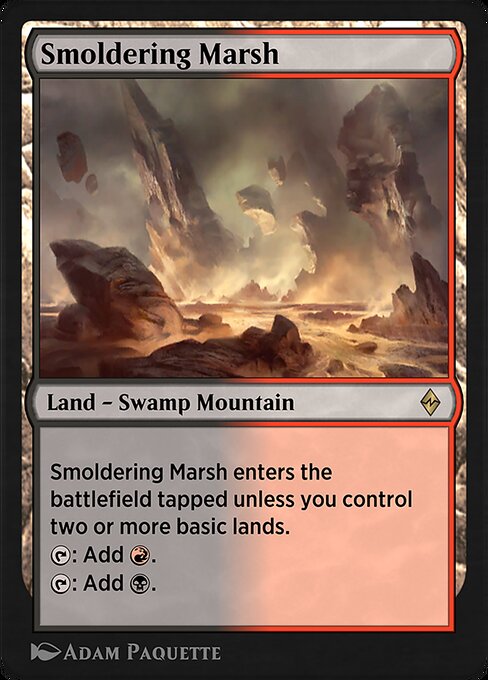 Smoldering Marsh
Land – Swamp Mountain
Smoldering Marsh enters the
battlefield tapped unless you control
two or more basic lands.
: Add .
: Add .
Adam Paquette